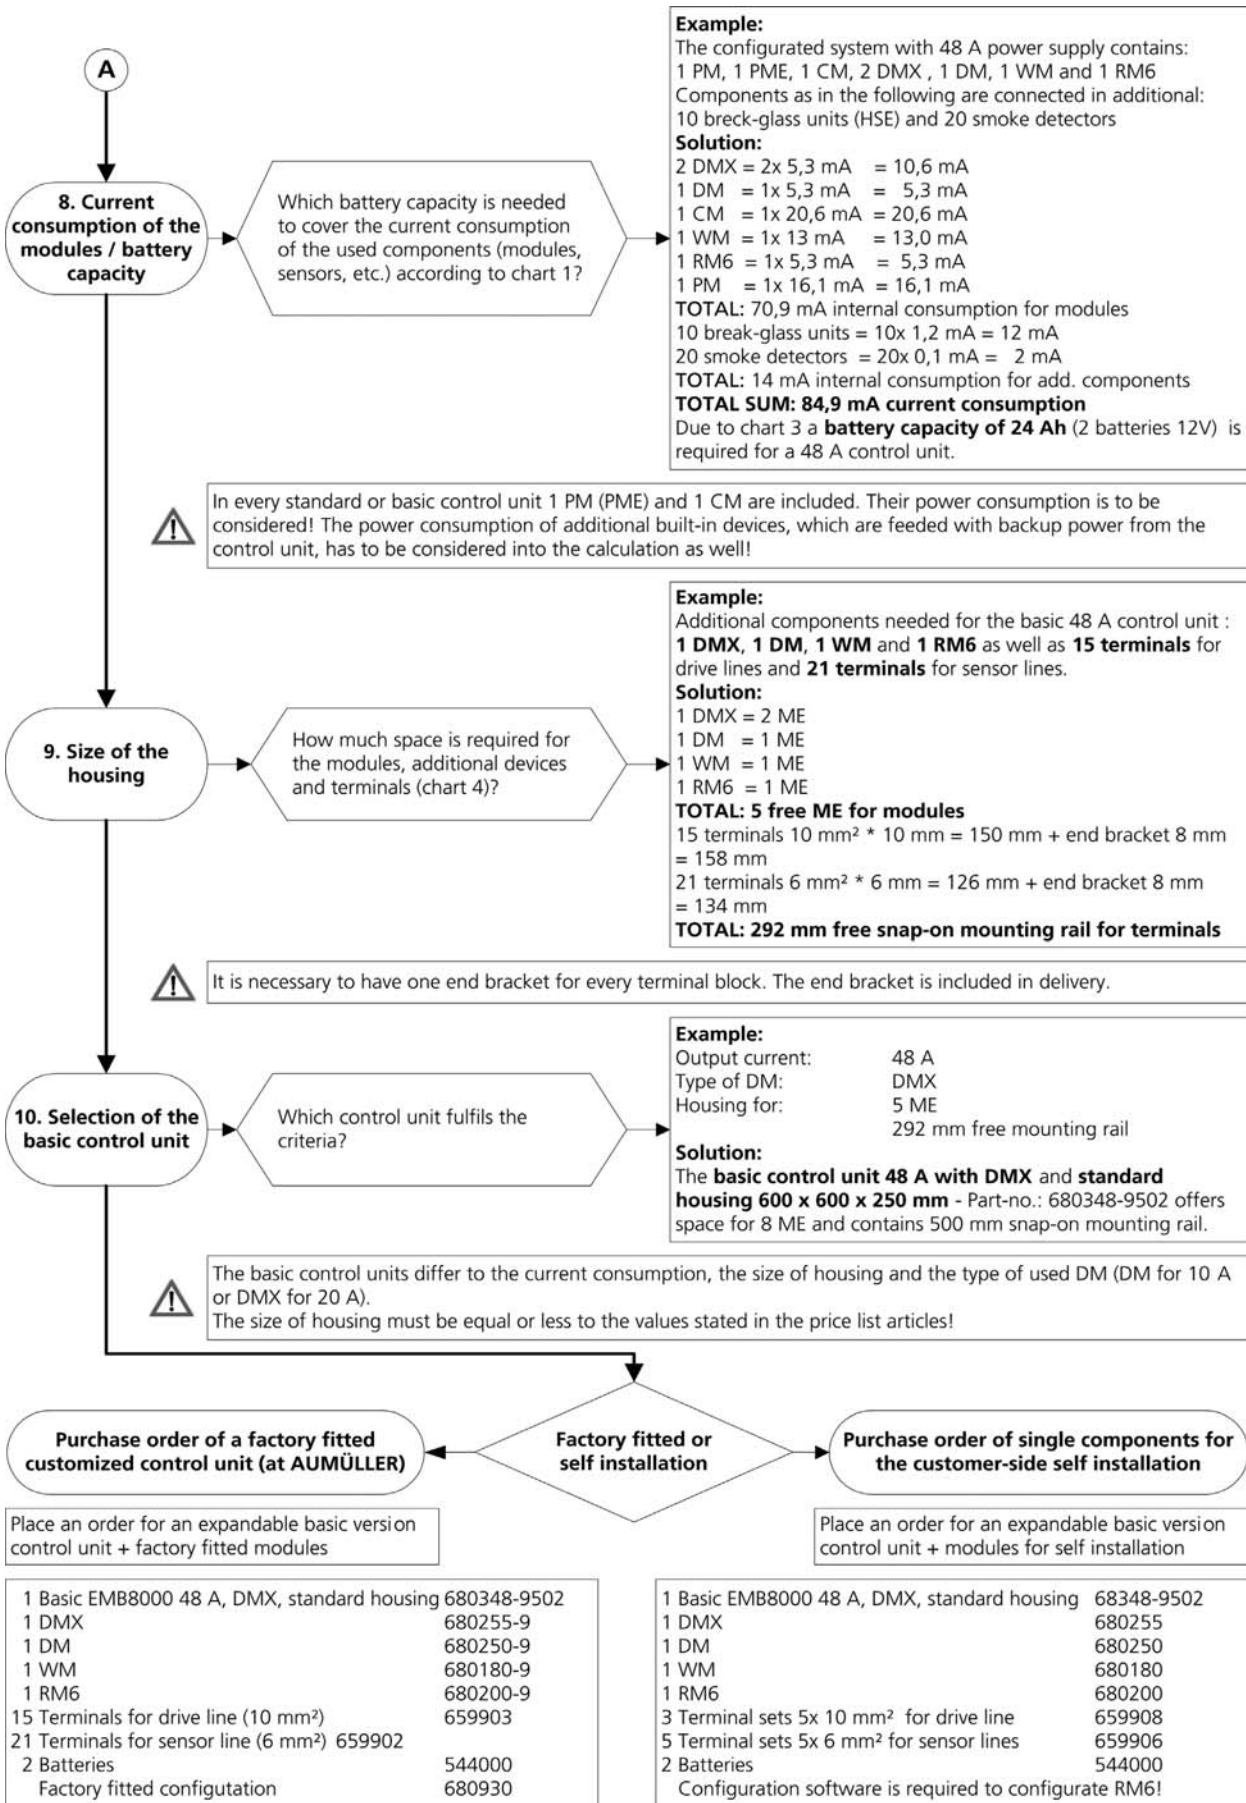 A
8. Current
consumption of the
modules / battery
capacity
Which battery capacity is needed
to cover the current consumption
of the used components (modules,
sensors, etc.) according to chart 1?
Example:
The configurated system with 48 A power supply contains:
1 PM, 1 PME, 1 CM, 2 DMX , 1 DM, 1 WM and 1 RM6
Components as in the following are connected in additional:
10 breck-glass units (HSE) and 20 smoke detectors
Solution:
2 DMX = 2x 5,3 mA = 10,6 mA
1 DM = 1x 5,3 mA = 5,3 mA
1 CM = 1x 20,6 mA = 20,6 mA
1 WM = 1x 13 mA = 13,0 mA
1 RM6 = 1x 5,3 mA = 5,3 mA
1 PM = 1x 16,1 mA = 16,1 mA
TOTAL: 70,9 mA internal consumption for modules
10 break-glass units = 10x 1,2 mA = 12 mA
20 smoke detectors = 20x 0,1 mA = 2 mA
TOTAL: 14 mA internal consumption for add. components
TOTAL SUM: 84,9 mA current consumption
Due to chart 3 a battery capacity of 24 Ah (2 batteries 12V) is
required for a 48 A control unit.
In every standard or basic control unit 1 PM (PME) and 1 CM are included. Their power consumption is to be
considered! The power consumption of additional built-in devices, which are feeded with backup power from the
control unit, has to be considered into the calculation as well!
9. Size of the
housing
How much space is required for
the modules, additional devices
and terminals (chart 4)?
Example:
Additional components needed for the basic 48 A control unit :
1 DMX, 1 DM, 1 WM and 1 RM6 as well as 15 terminals for
drive lines and 21 terminals for sensor lines.
Solution:
1 DMX = 2 ME
1 DM = 1 ME
1 WM = 1 ME
1 RM6 = 1 ME
TOTAL: 5 free ME for modules
15 terminals 10 mm² * 10 mm = 150 mm + end bracket 8 mm
= 158 mm
21 terminals 6 mm² * 6 mm = 126 mm + end bracket 8 mm
= 134 mm
TOTAL: 292 mm free snap-on mounting rail for terminals
It is necessary to have one end bracket for every terminal block. The end bracket is included in delivery.
10. Selection of the
basic control unit
Which control unit fulfils the
criteria?
Example:
Output current: 48 A
Type of DM: DMX
Housing for: 5 ME
292 mm free mounting rail
Solution:
The basic control unit 48 A with DMX and standard
housing 600 x 600 x 250 mm - Part-no.: 680348-9502 offers
space for 8 ME and contains 500 mm snap-on mounting rail.
The basic control units differ to the current consumption, the size of housing and the type of used DM (DM for 10 A
or DMX for 20 A).
The size of housing must be equal or less to the values stated in the price list articles!
Purchase order of a factory fitted
customized control unit (at AUMÜLLER)
Factory fitted or
self installation
Purchase order of single components for
the customer-side self installation
Place an order for an expandable basic version
control unit + factory fitted modules
1 Basic EMB8000 48 A, DMX, standard housing 680348-9502
1 DMX 680255-9
1 DM 680250-9
1 WM 680180-9
1 RM6 680200-9
15 Terminals for drive line (10 mm²) 659903
21 Terminals for sensor line (6 mm²) 659902
2 Batteries 544000
Factory fitted configutation 680930
Place an order for an expandable basic version
control unit + modules for self installation
1 Basic EMB8000 48 A, DMX, standard housing 68348-9502
1 DMX 680255
1 DM 680250
1 WM 680180
1 RM6 680200
3 Terminal sets 5x 10 mm² for drive line 659908
5 Terminal sets 5x 6 mm² for sensor lines 659906
2 Batteries 544000
Configuration software is required to configurate RM6!